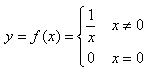 y = f(x) = { 1/x  x ≠ 0
0  x = 0